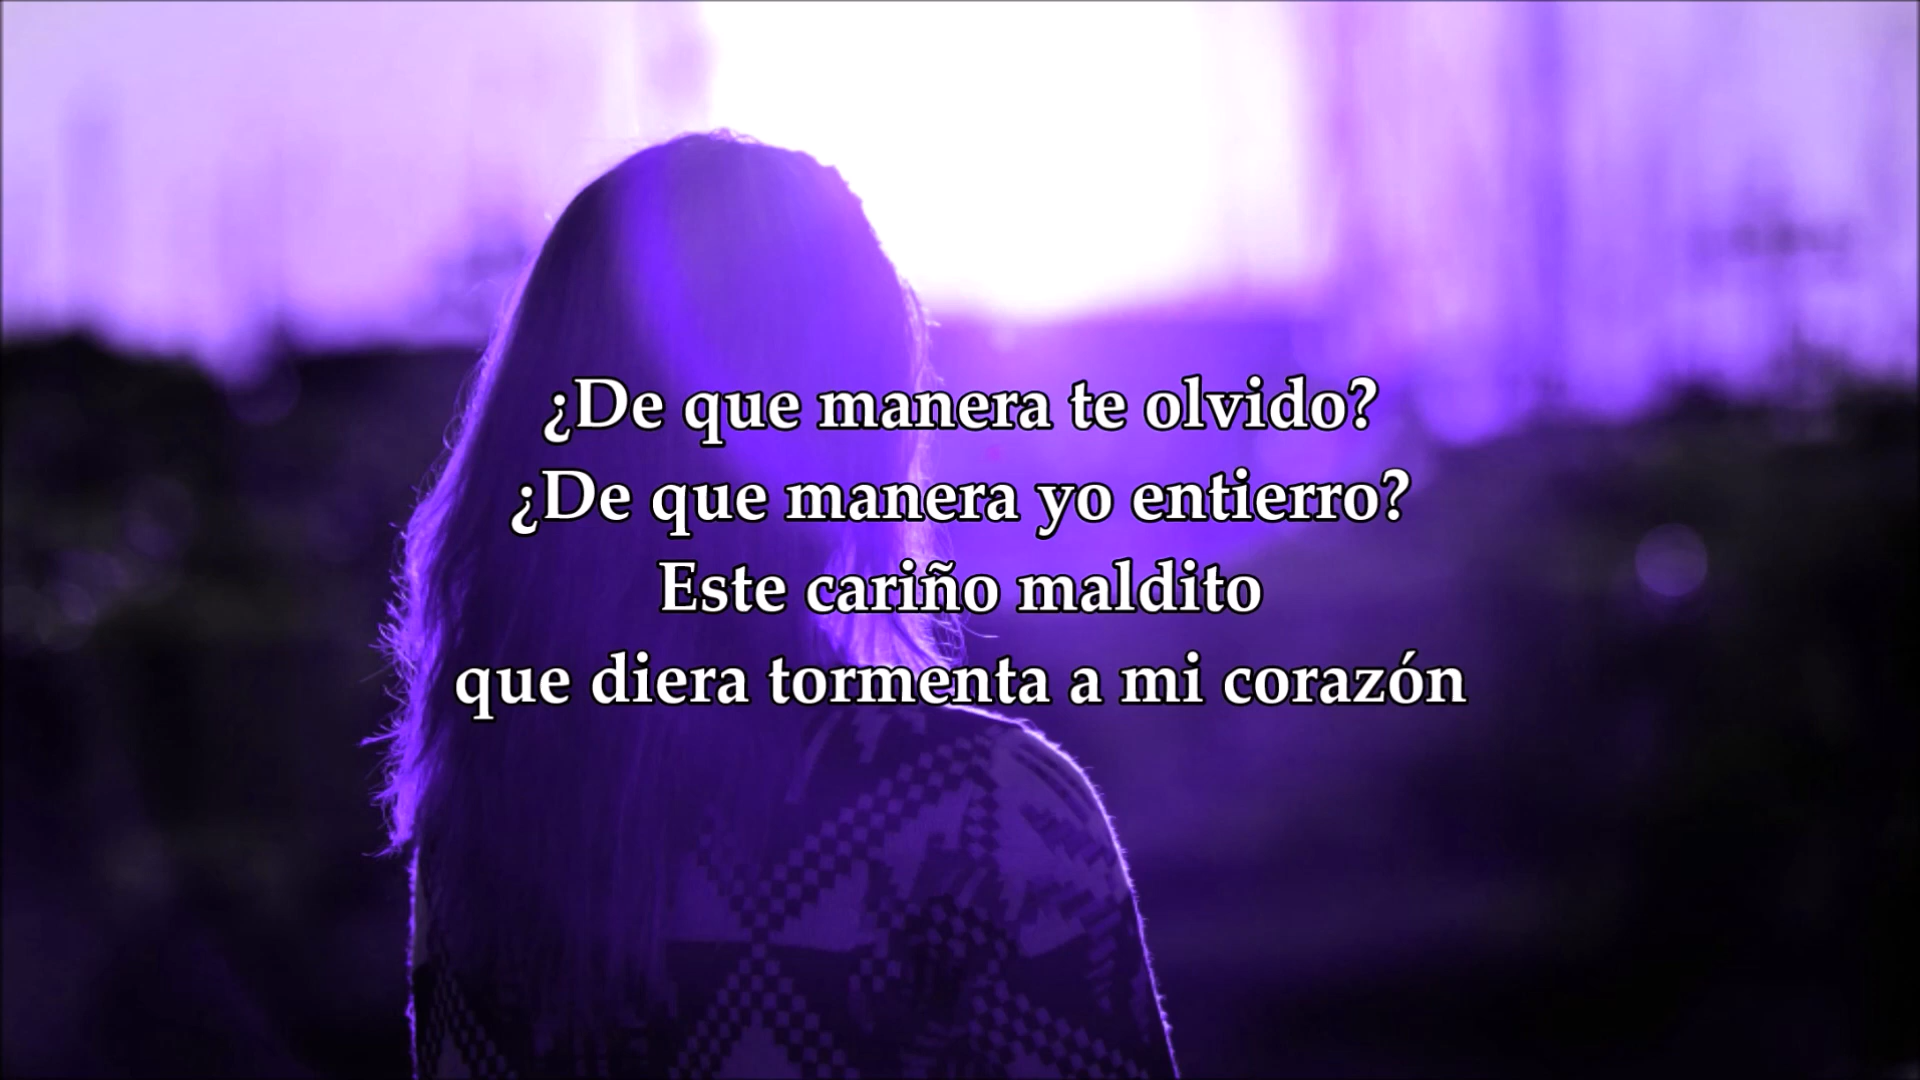 ¿De que manera te olvido?
¿De que manera yo entierro?
Este cariño maldito
que diera tormenta a mi corazón